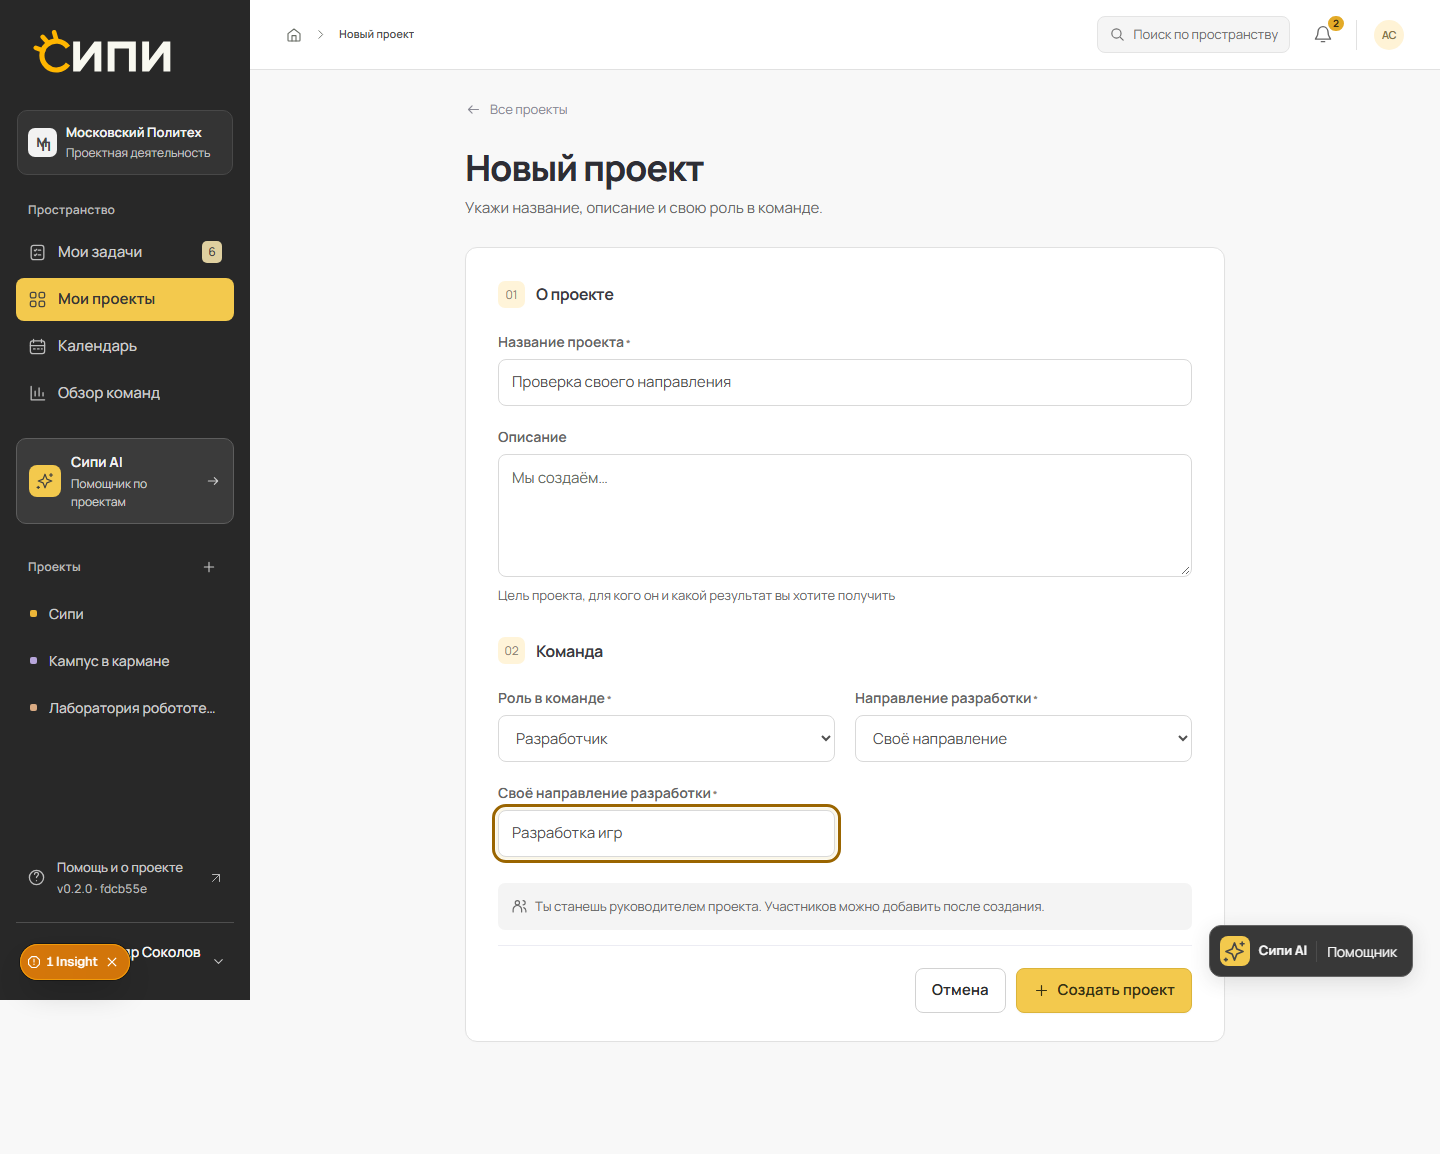 Сипи
Московский Политех
Проектная деятельность
Пространство
Мои задачи
6
Мои проекты
Календарь
Обзор команд
Сипи AI
Помощник по
проектам
Проекты
Сипи
Кампус в кармане
Лаборатория робототе...
Помощь и о проекте
v0.2.0 · fdcb55e
1 Insight
др Соколов
Новый проект
Поиск по пространству
2
АС
Все проекты
Новый проект
Укажи название, описание и свою роль в команде.
01 О проекте
Название проекта*
Проверка своего направления
Описание
Мы создаём...
Цель проекта, для кого он и какой результат вы хотите получить
02 Команда
Роль в команде*
Направление разработки*
Разработчик
Своё направление
Своё направление разработки*
Разработка игр
Ты станешь руководителем проекта. Участников можно добавить после создания.
Отмена
Создать проект
Сипи AI
Помощник